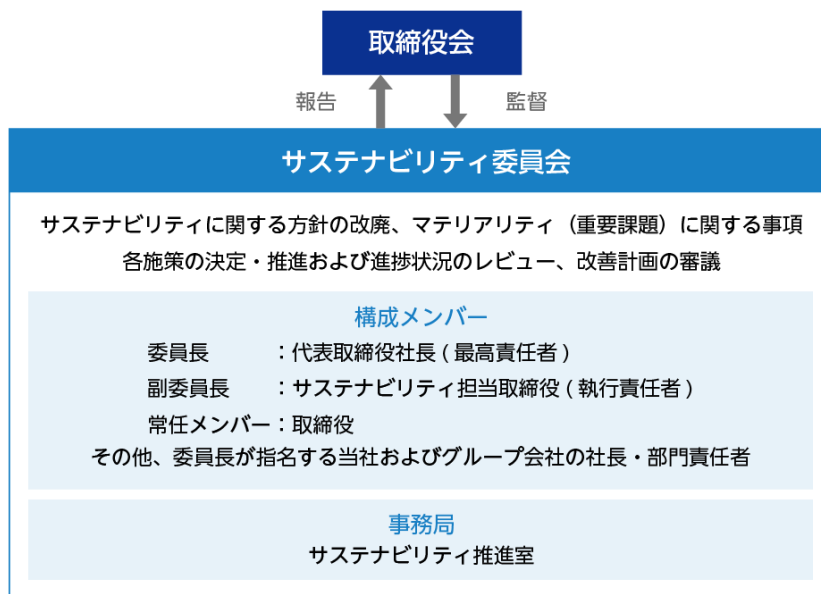 取締役会
報告
監督
サステナビリティ委員会
サステナビリティに関する方針の改廃、マテリアリティ（重要課題）に関する事項
各施策の決定・推進および進捗状況のレビュー、改善計画の審議
構成メンバー
委員長　　　：代表取締役社長 ( 最高責任者 )
副委員長　　：サステナビリティ担当取締役 ( 執行責任者 )
常任メンバー：取締役
その他、委員長が指名する当社およびグループ会社の社長・部門責任者
事務局
サステナビリティ推進室